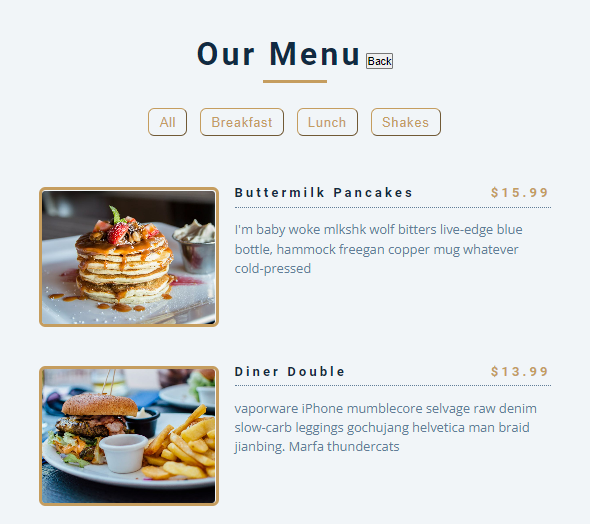 Our Menu Back
All Breakfast Lunch Shakes
Buttermilk Pancakes $15.99
I'm baby woke mlkshk wolf bitters live-edge blue
bottle, hammock freegan copper mug whatever
cold-pressed
Diner Double $13.99
vaporware iPhone mumblecore selvage raw denim
slow-carb leggings gochujang helvetica man braid
jianbing. Marfa thundercats